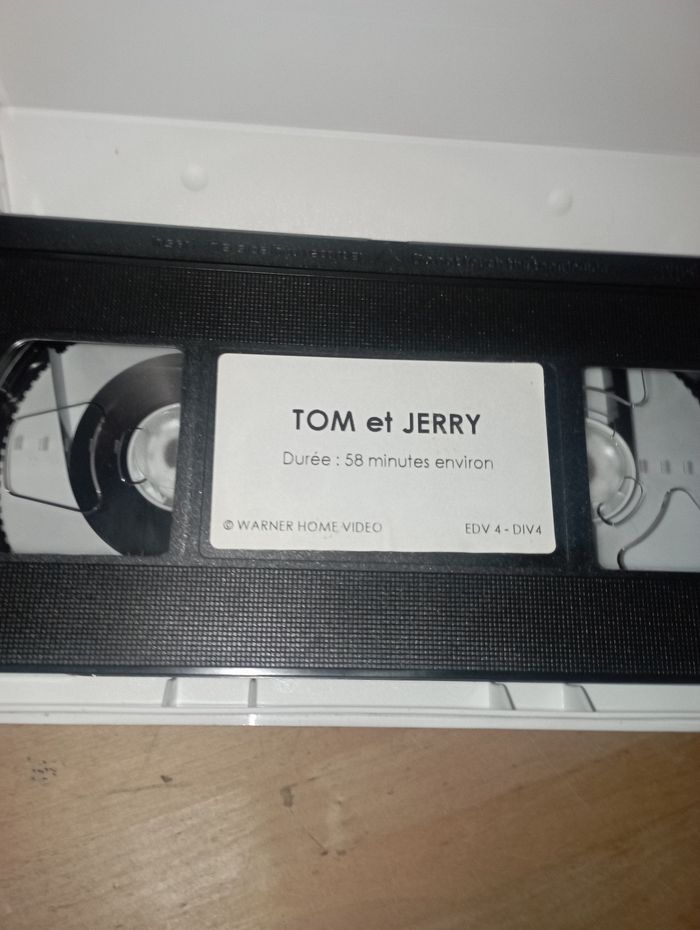 TOM et JERRY
Durée : 58 minutes environ
© WARNER HOME VIDEO
EDV 4 - DIV4